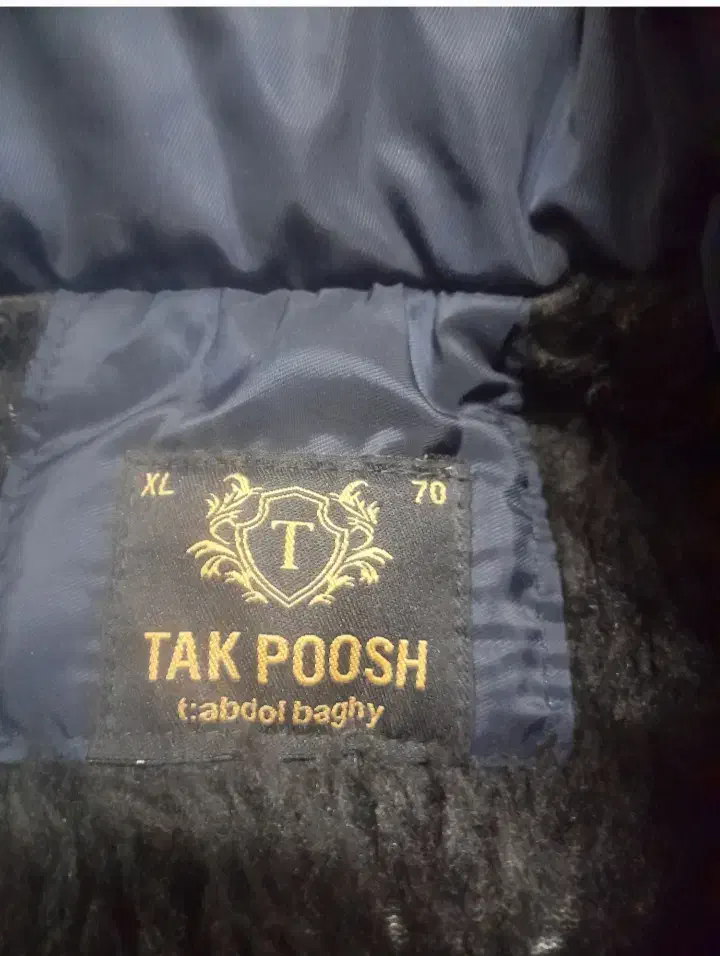 XL 70
T
TAK POOSH
t:abdol baghy